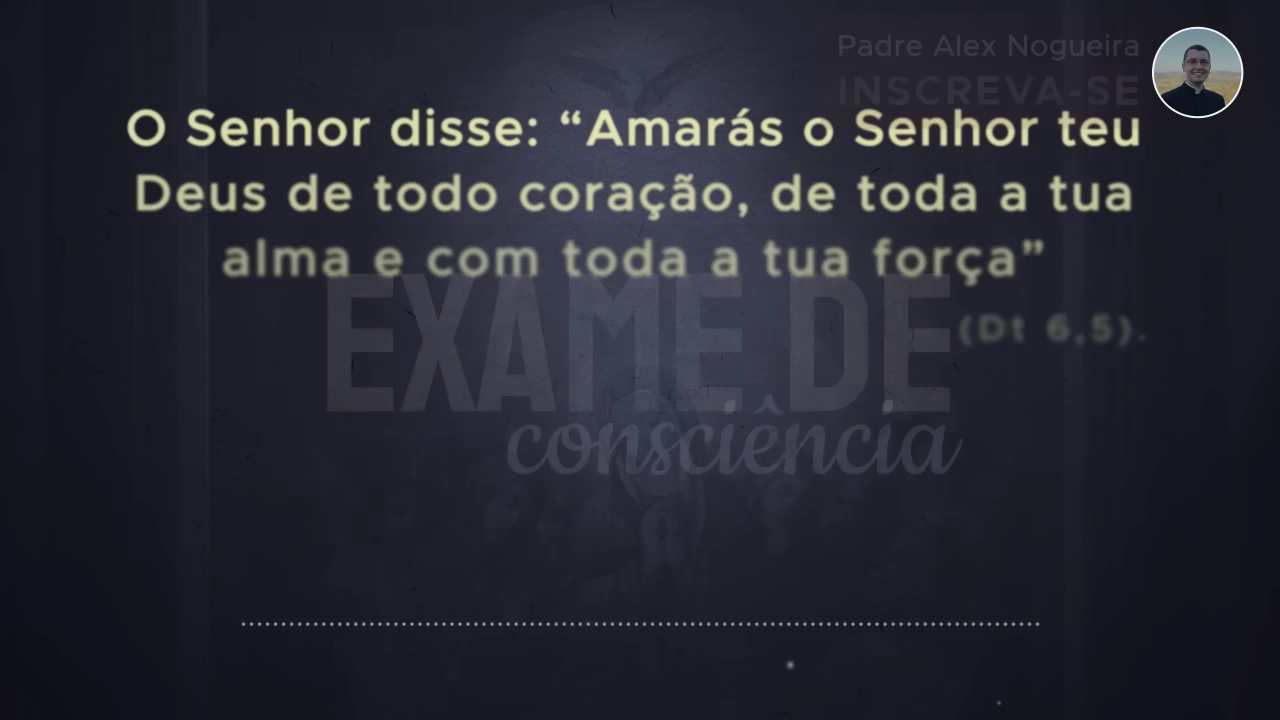 Padre Alex Nogueira
INSCREVA-SE
O Senhor disse: “Amarás o Senhor teu
Deus de todo coração, de toda a tua
alma e com toda a tua força”
(Dt 6,5).
EXAME DE
consciência